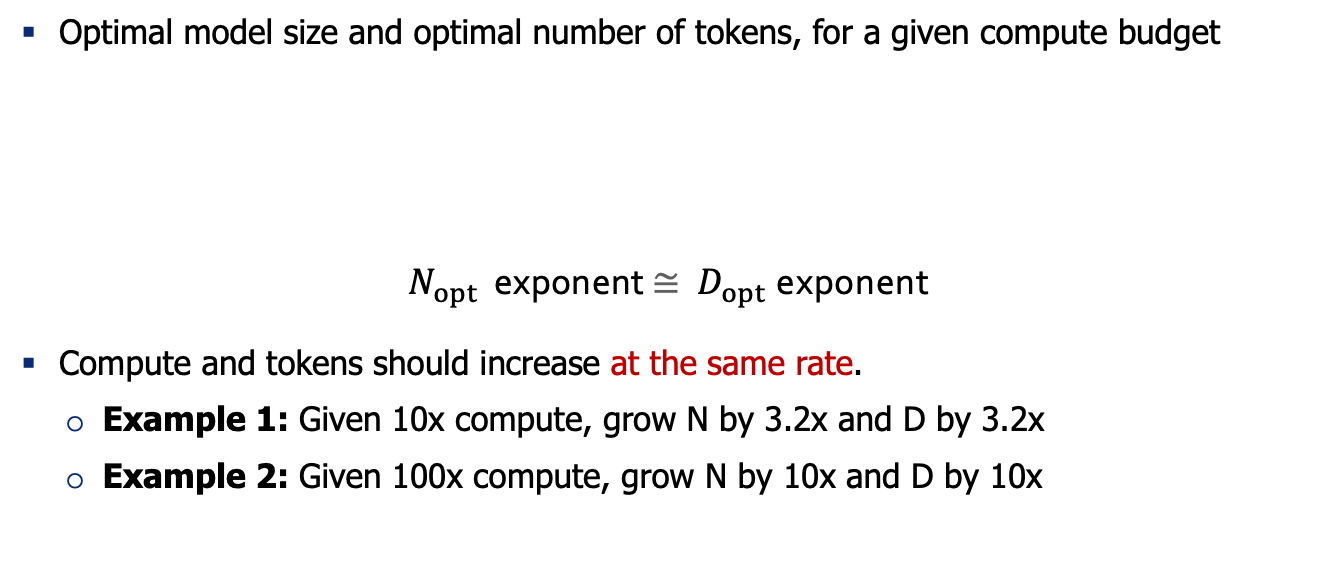 ▪ Optimal model size and optimal number of tokens, for a given compute budget
N_opt exponent ≅ D_opt exponent
▪ Compute and tokens should increase at the same rate.
○ Example 1: Given 10x compute, grow N by 3.2x and D by 3.2x
○ Example 2: Given 100x compute, grow N by 10x and D by 10x